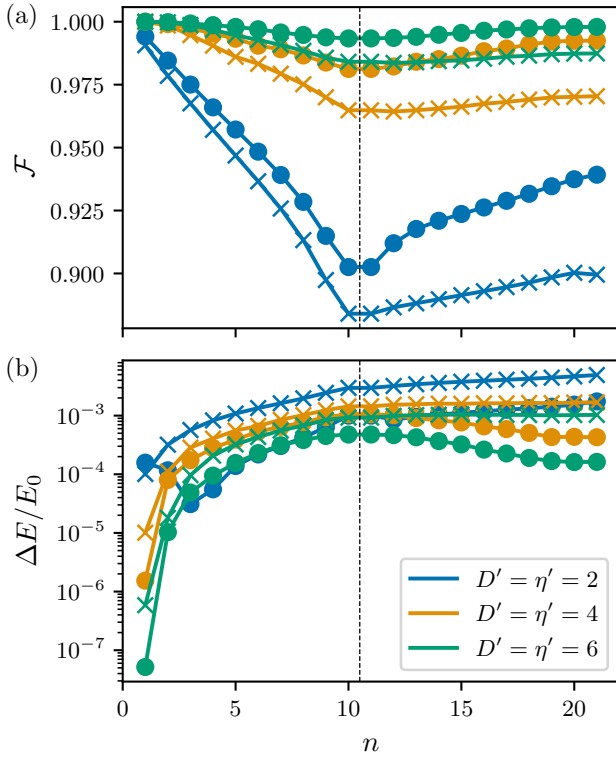 (a)
1.000
0.975
0.950
0.925
0.900
ℱ
(b)
10⁻³
10⁻⁴
10⁻⁵
10⁻⁶
10⁻⁷
ΔE/E₀
D′ = η′ = 2
D′ = η′ = 4
D′ = η′ = 6
0 5 10 15 20
n